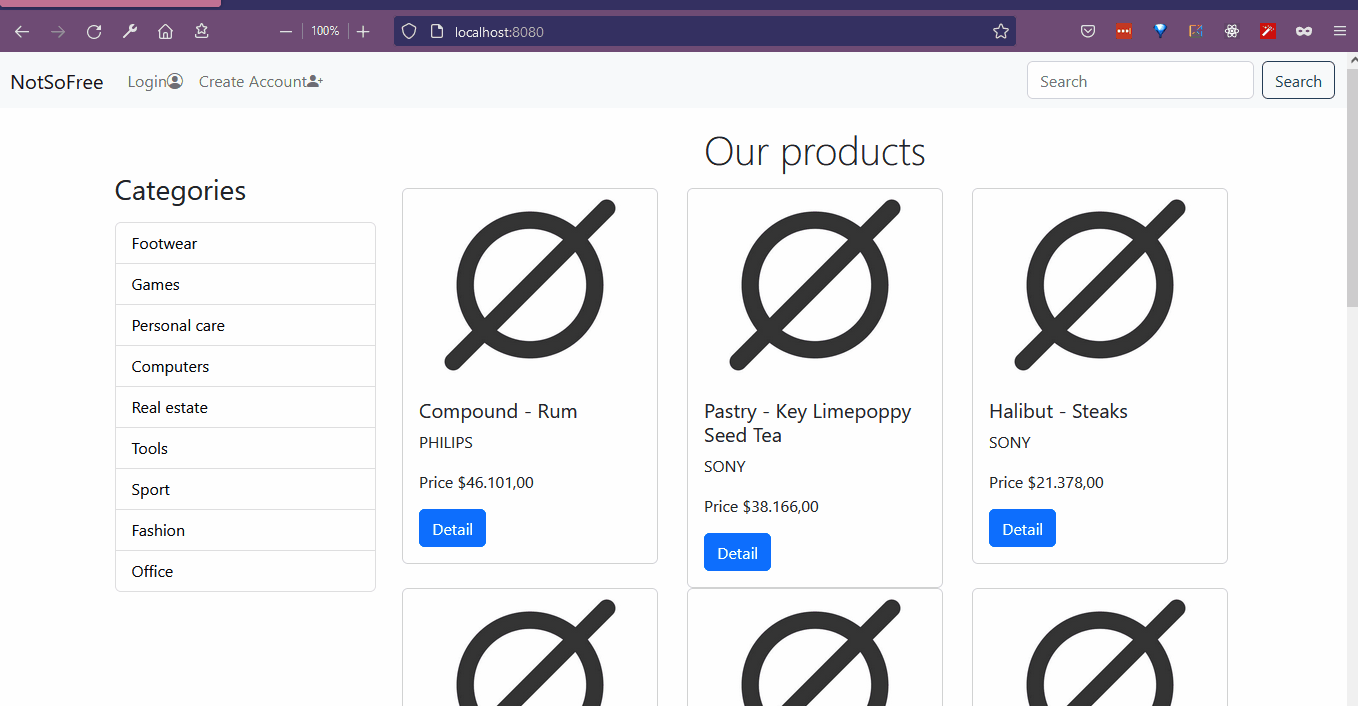 100%
localhost:8080
NotSoFree
Login
Create Account
Search
Search
Our products
Categories
Footwear
Games
Personal care
Computers
Real estate
Tools
Sport
Fashion
Office
Compound - Rum
PHILIPS
Price $46.101,00
Detail
Pastry - Key Limepoppy
Seed Tea
SONY
Price $38.166,00
Detail
Halibut - Steaks
SONY
Price $21.378,00
Detail